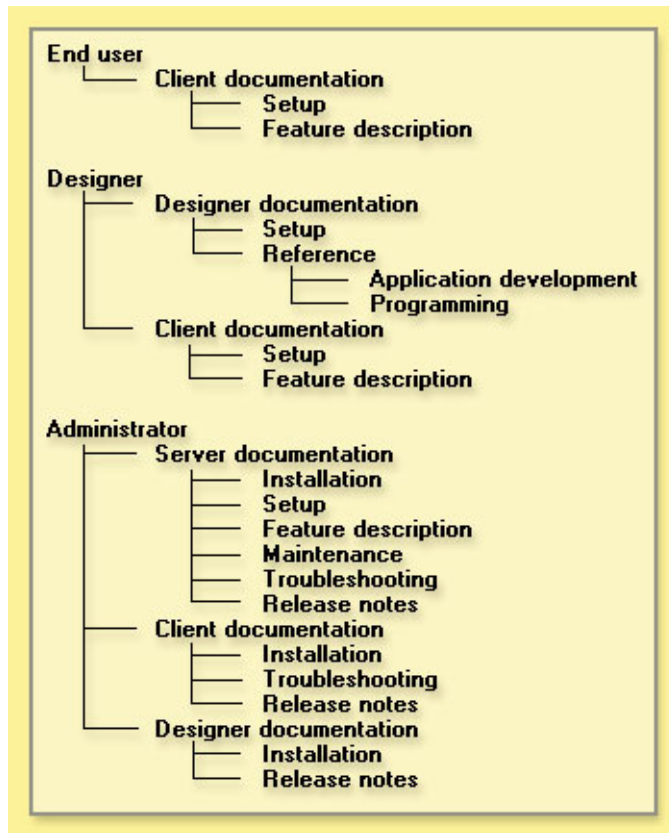 End user
Client documentation
Setup
Feature description
Designer
Designer documentation
Setup
Reference
Application development
Programming
Client documentation
Setup
Feature description
Administrator
Server documentation
Installation
Setup
Feature description
Maintenance
Troubleshooting
Release notes
Client documentation
Installation
Troubleshooting
Release notes
Designer documentation
Installation
Release notes